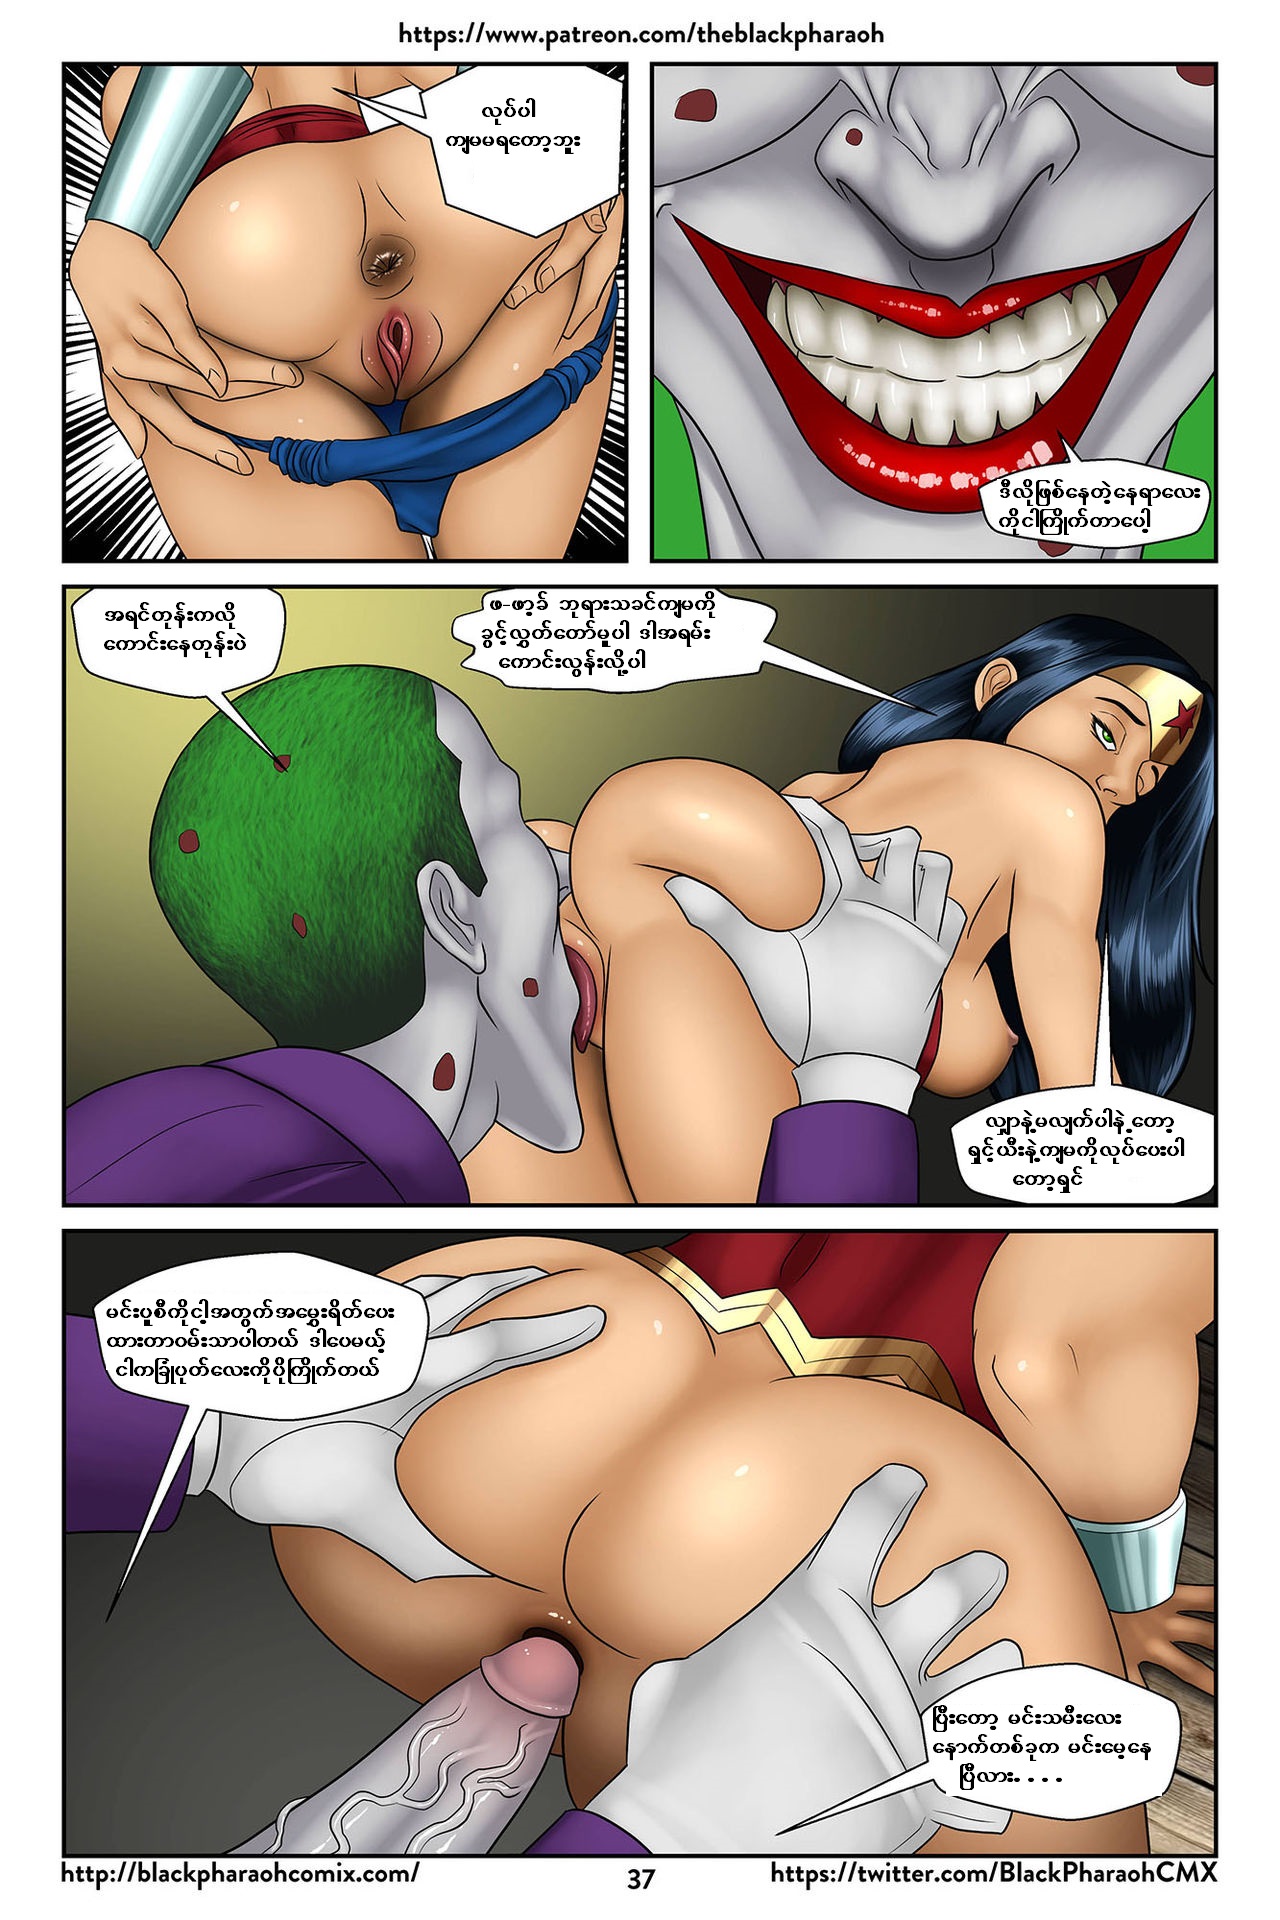 https://www.patreon.com/theblackpharaoh
လုပ်ပါ
ကျမမရတော့ဘူး
ဒီလိုဖြစ်နေတဲ့နေရာလေး
ကိုငါကြိုက်တာပေါ့
အရင်တုန်းကလို
ကောင်းနေတုန်းပဲ
ဖ-ဖာ့ခ် ဘုရားသခင်ကျမကို
ခွင့်လွှတ်တော်မူပါ ဒါအရမ်း
ကောင်းလွန်းလို့ပါ
လျှာနဲ့မလျက်ပါနဲ့တော့
ရှင့်ယီးနဲ့ကျမကိုလုပ်ပေးပါ
တော့ရှင်
မင်းပူစီကိုငါ့အတွက်အမွှေးရိတ်ပေး
ထားတာဝမ်းသာပါတယ် ဒါပေမယ့်
ငါကခြုံပုတ်လေးကိုပိုကြိုက်တယ်
ပြီးတော့ မင်းသမီးလေး
နောက်တစ်ခုက မင်းမေ့နေ
ပြီလား....
http://blackpharaohcomix.com/
37
https://twitter.com/BlackPharaohCMX